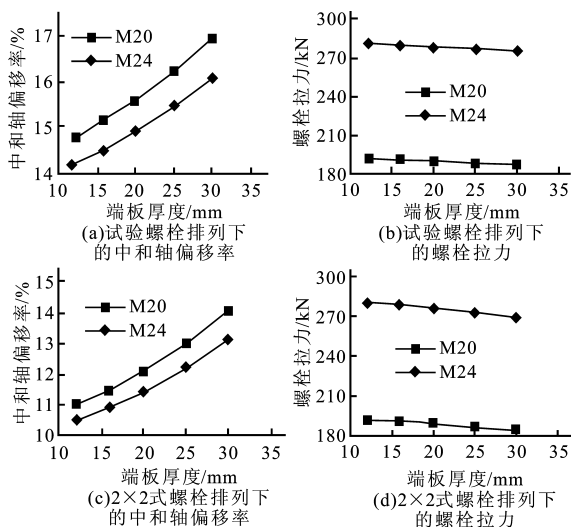 中和轴偏移率/%
17
16
15
14
M20
M24
10 15 20 25 30 35
端板厚度/mm
(a)试验螺栓排列下
的中和轴偏移率
螺栓拉力/kN
300
270
240
210
180
M20
M24
10 15 20 25 30 35
端板厚度/mm
(b)试验螺栓排列下
的螺栓拉力
中和轴偏移率/%
15
14
13
12
11
10
M20
M24
10 15 20 25 30 35
端板厚度/mm
(c)2×2式螺栓排列下
的中和轴偏移率
螺栓拉力/kN
300
270
240
210
180
M20
M24
10 15 20 25 30 35
端板厚度/mm
(d)2×2式螺栓排列下
的螺栓拉力